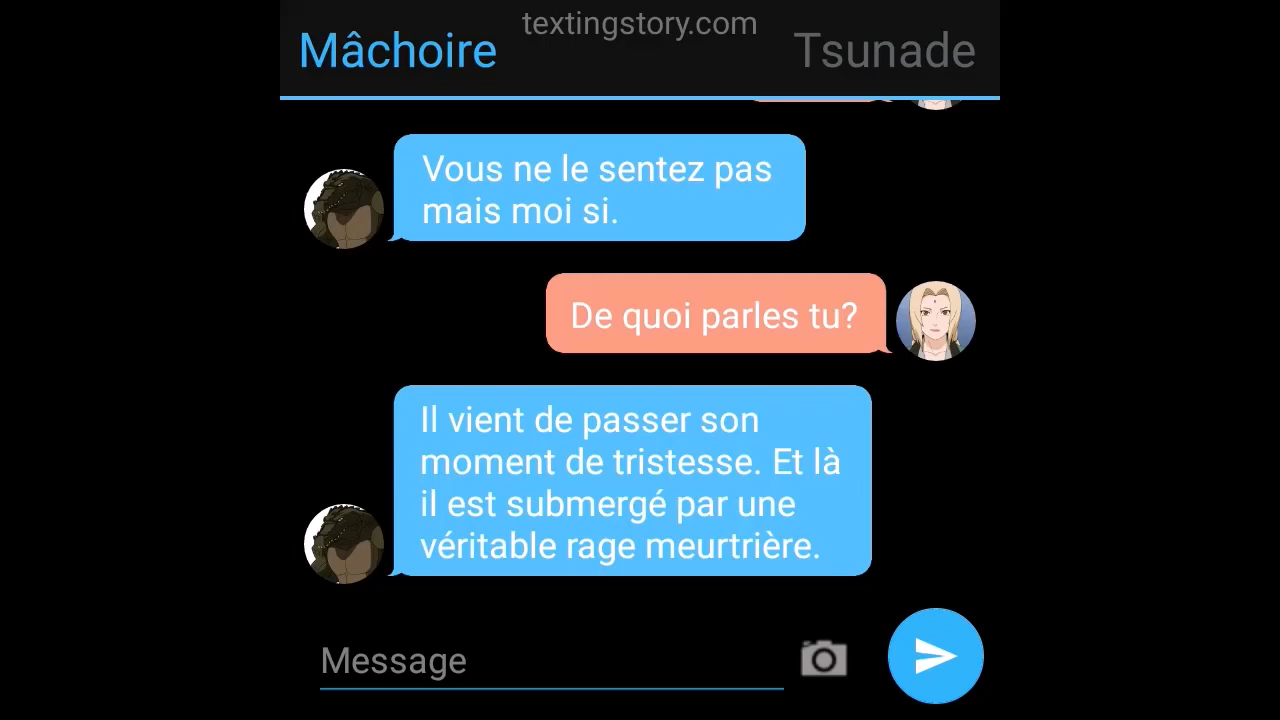 textingstory.com
Mâchoire
Tsunade
Vous ne le sentez pas
mais moi si.
De quoi parles tu?
Il vient de passer son
moment de tristesse. Et là
il est submergé par une
véritable rage meurtrière.
Message